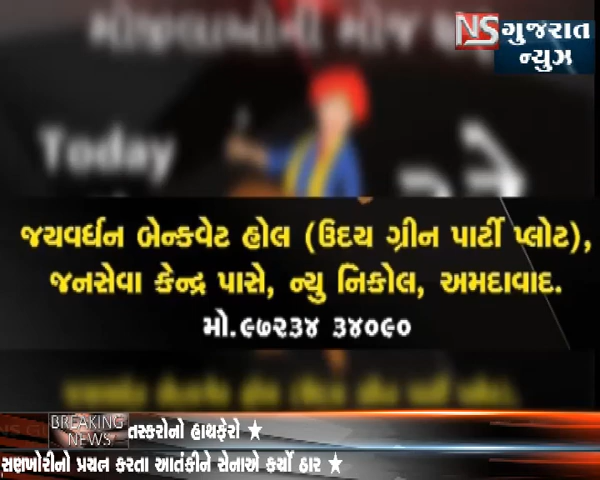 NS ગુજરાત
ન્યુઝ
Today
જયવર્ધન બેન્કવેટ હોલ (ઉદય ગ્રીન પાર્ટી પ્લોટ),
જનસેવા કેન્દ્ર પાસે, ન્યુ નિકોલ, અમદાવાદ.
મો.૯૭૨૩૪ ૩૪૦૯૦
BREAKING
NEWS
તસ્કરોનો હાથફેરો ★
સણખોરીનો પ્રયત્ન કરતા આતંકીને સેનાએ કર્યો ઠાર ★